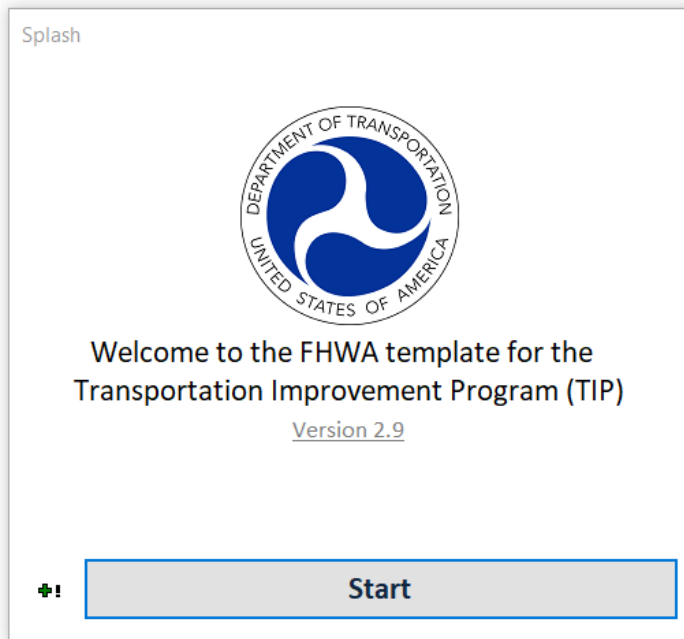 Splash
DEPARTMENT OF TRANSPORTATION
UNITED STATES OF AMERICA
Welcome to the FHWA template for the
Transportation Improvement Program (TIP)
Version 2.9
Start